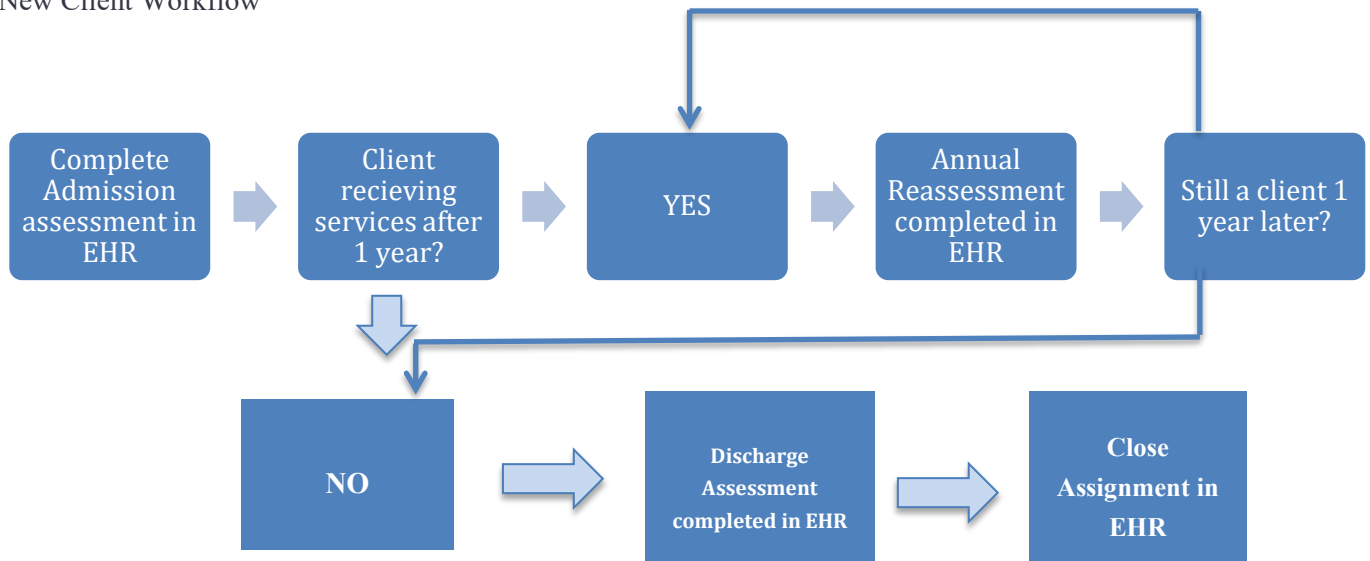 New Client Workflow
Complete
Admission
assessment in
EHR
Client
recieving
services after
1 year?
YES
Annual
Reassessment
completed in
EHR
Still a client 1
year later?
NO
Discharge
Assessment
completed in EHR
Close
Assignment in
EHR